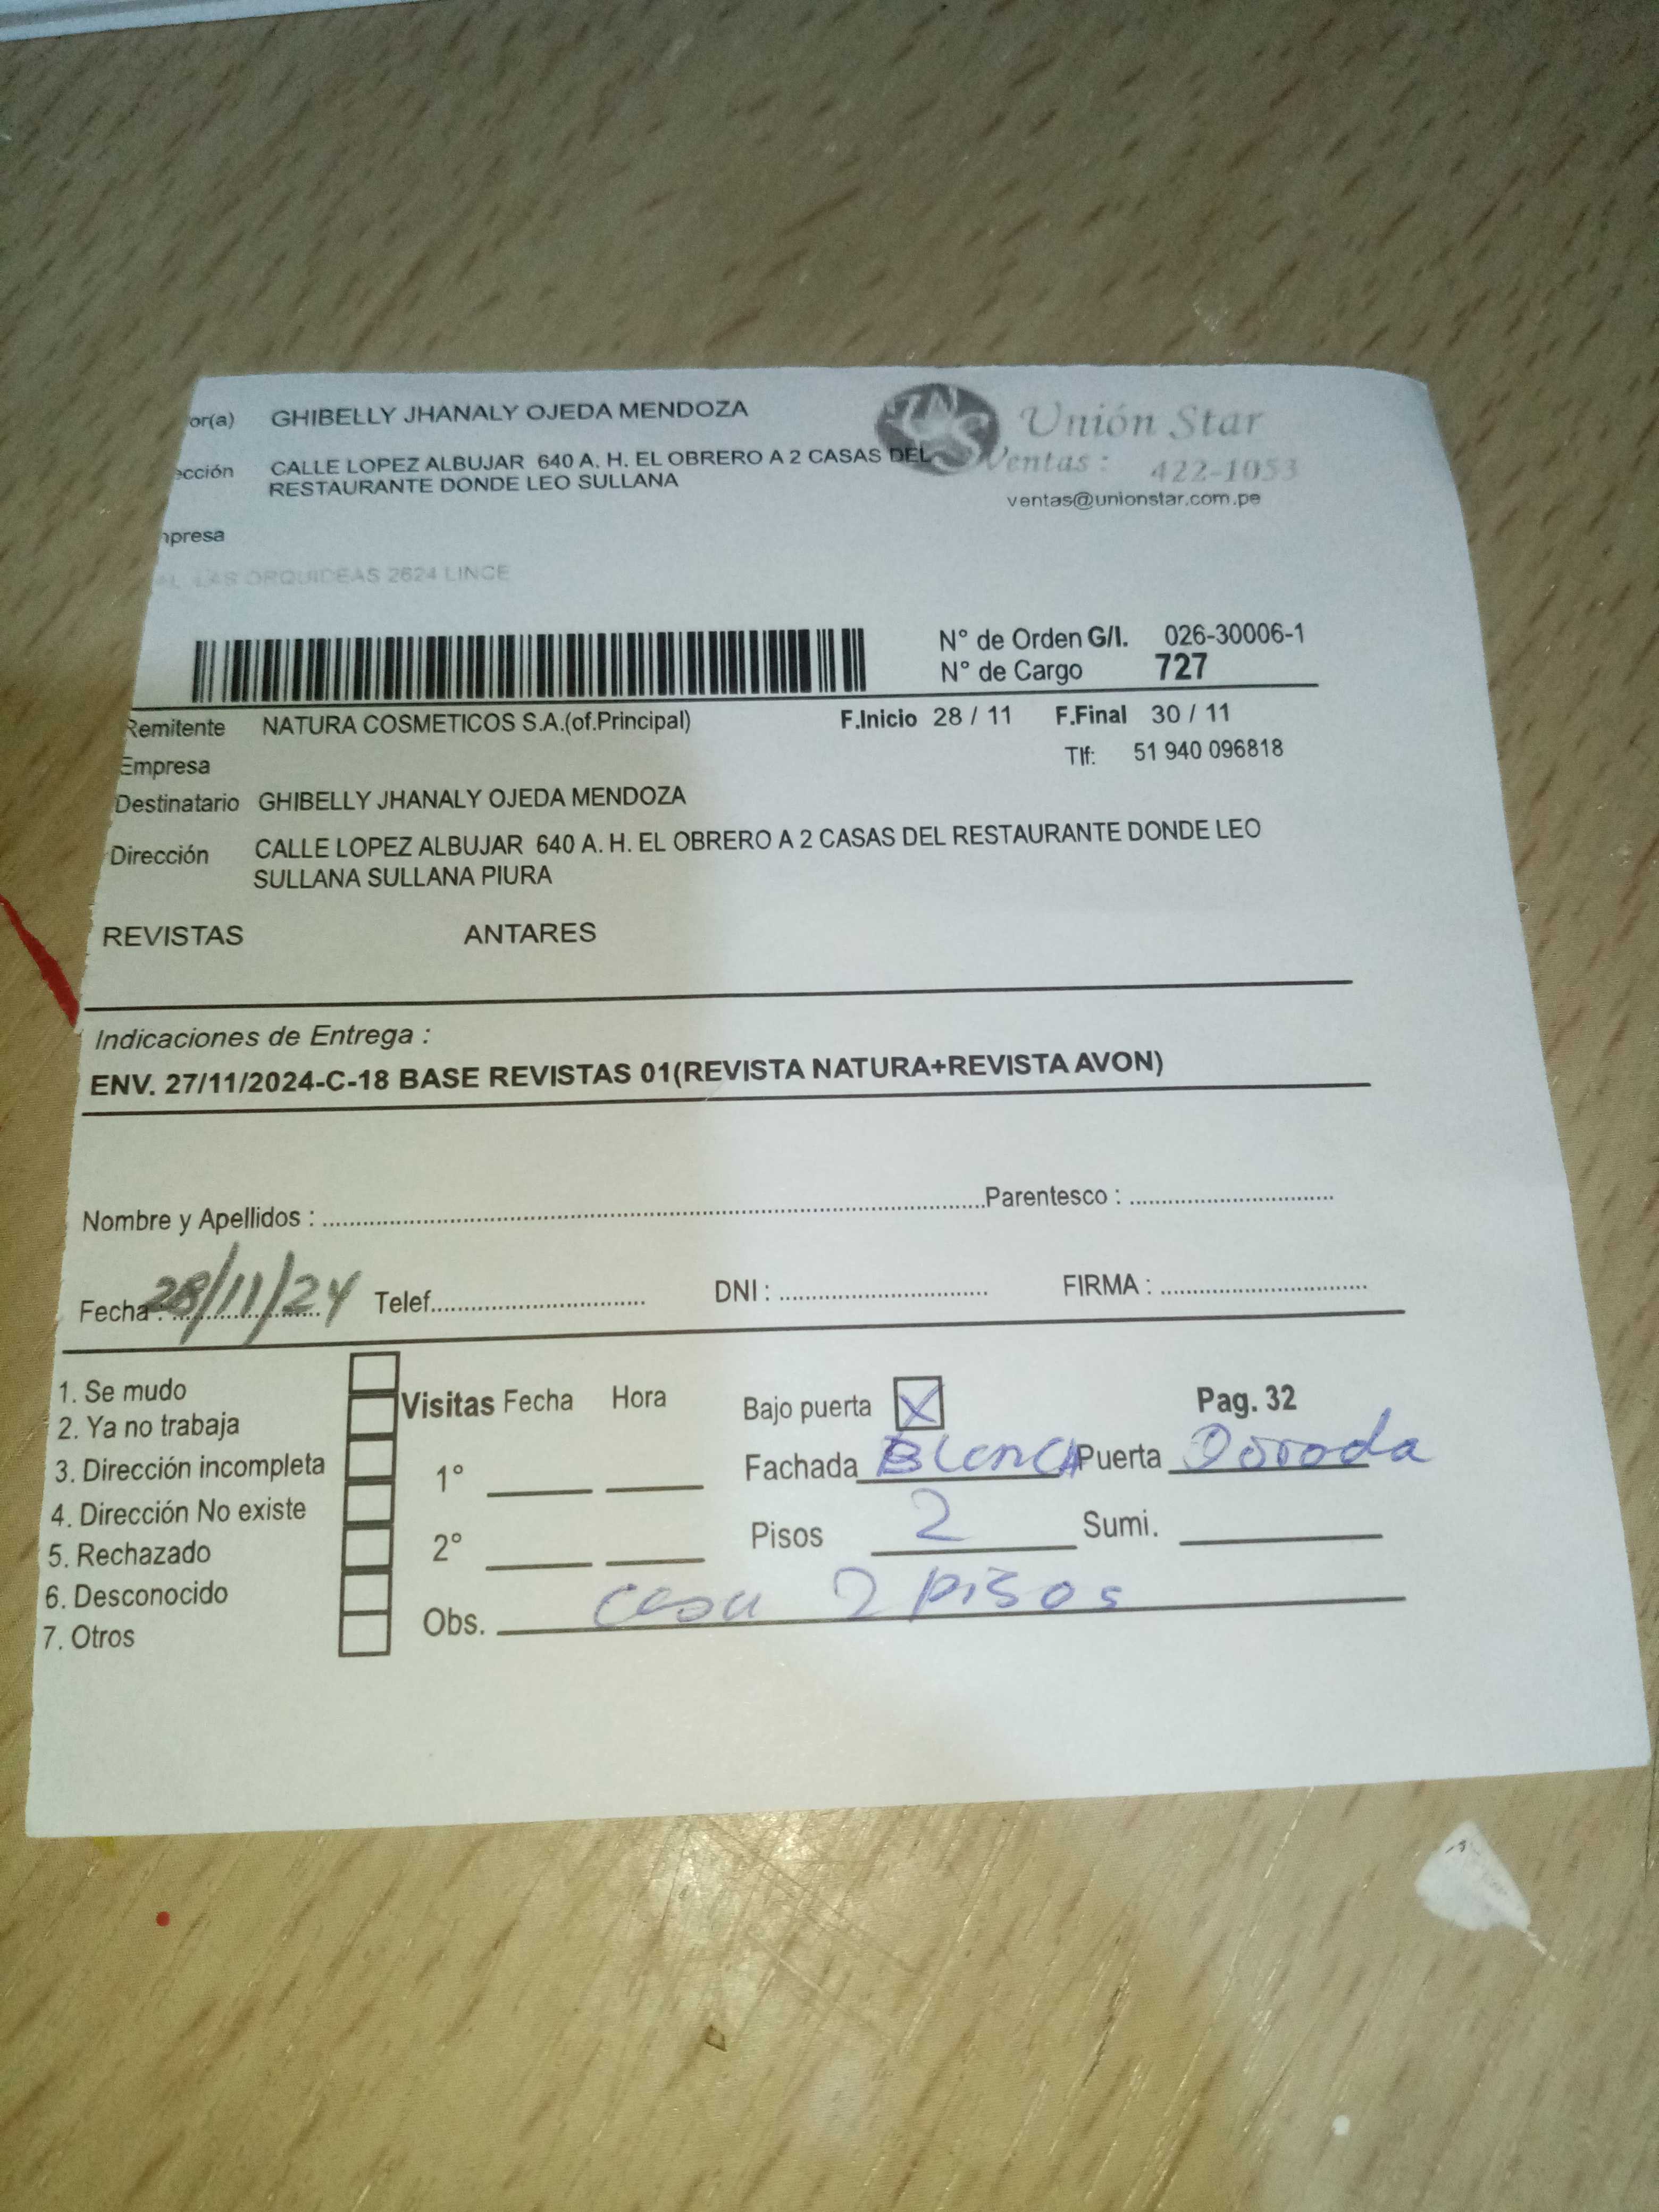 or(a) GHIBELLY JHANALY OJEDA MENDOZA
Unión Star
ección CALLE LOPEZ ALBUJAR 640 A. H. EL OBRERO A 2 CASAS DEL
RESTAURANTE DONDE LEO SULLANA
Ventas : 422-1053
ventas@unionstar.com.pe
mpresa
AL. LAS ORQUIDEAS 2624 LINCE
N° de Orden G/I. 026-30006-1
N° de Cargo 727
Remitente NATURA COSMETICOS S.A.(of.Principal) F.Inicio 28 / 11 F.Final 30 / 11
Empresa Tlf: 51 940 096818
Destinatario GHIBELLY JHANALY OJEDA MENDOZA
Dirección CALLE LOPEZ ALBUJAR 640 A. H. EL OBRERO A 2 CASAS DEL RESTAURANTE DONDE LEO
SULLANA SULLANA PIURA
REVISTAS ANTARES
Indicaciones de Entrega :
ENV. 27/11/2024-C-18 BASE REVISTAS 01(REVISTA NATURA+REVISTA AVON)
Nombre y Apellidos : Parentesco :
Fecha : 28/11/24 Telef. DNI : FIRMA :
1. Se mudo
2. Ya no trabaja
3. Dirección incompleta
4. Dirección No existe
5. Rechazado
6. Desconocido
7. Otros
Visitas Fecha Hora
1°
2°
Bajo puerta X Pag. 32
Fachada Blanca Puerta Dorada
Pisos 2 Sumi.
Obs. casa 2 pisos